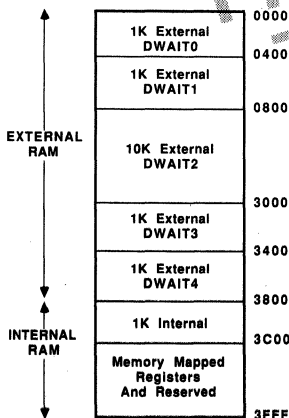 0000
1K External
DWAIT0
0400
1K External
DWAIT1
0800
EXTERNAL
RAM
10K External
DWAIT2
3000
1K External
DWAIT3
3400
1K External
DWAIT4
3800
INTERNAL
RAM
1K Internal
3C00
Memory Mapped
Registers
And Reserved
3FFF